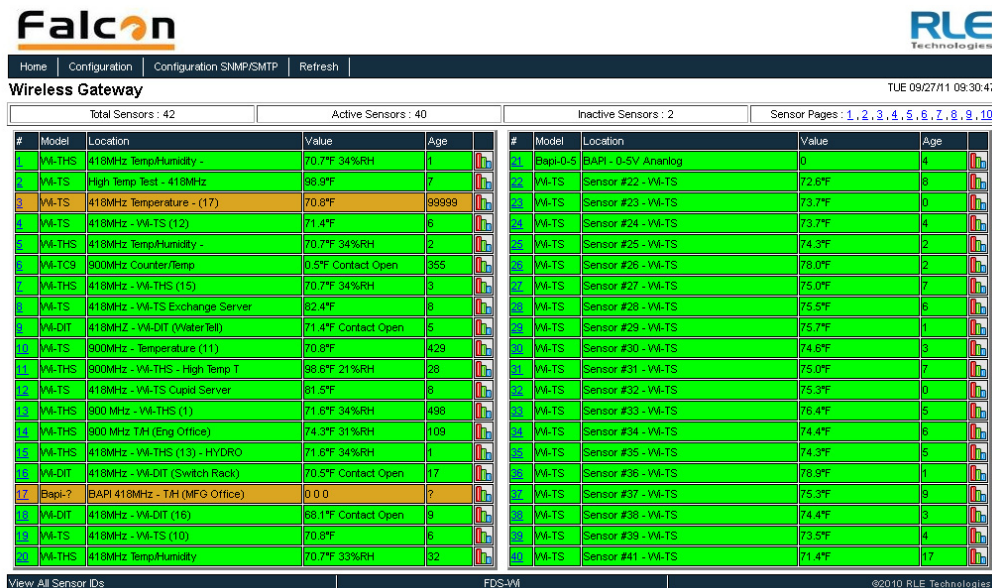 Falcon
RLE
Technologies
Home Configuration Configuration SNMP/SMTP Refresh
Wireless Gateway
TUE 09/27/11 09:30:47
Total Sensors : 42 Active Sensors : 40 Inactive Sensors : 2 Sensor Pages : 1 , 2 , 3 , 4 , 5 , 6 , 7 , 8 , 9 , 10
# Model Location Value Age
1 Wi-THS 418MHz Temp/Humidity - 70.7°F 34%RH 1
2 Wi-TS High Temp Test - 418MHz 98.9°F 7
3 Wi-TS 418MHz Temperature - (17) 70.8°F 99999
4 Wi-TS 418MHz - Wi-TS (12) 71.4°F 6
5 Wi-THS 418MHz Temp/Humidity - 70.7°F 34%RH 2
6 Wi-TC9 900MHz Counter/Temp 0.5°F Contact Open 355
7 Wi-THS 418MHz - Wi-THS (15) 70.7°F 34%RH 3
8 Wi-TS 418MHz - Wi-TS Exchange Server 82.4°F 8
9 Wi-DIT 418MHZ - Wi-DIT (WaterTell) 71.4°F Contact Open 5
10 Wi-TS 900MHz - Temperature (11) 70.8°F 429
11 Wi-THS 900MHz - Wi-THS - High Temp T 98.6°F 21%RH 28
12 Wi-TS 418MHz - Wi-TS Cupid Server 81.5°F 8
13 Wi-THS 900 MHz - Wi-THS (1) 71.6°F 34%RH 498
14 Wi-THS 900 MHz T/H (Eng Office) 74.3°F 31%RH 109
15 Wi-THS 418MHz - Wi-THS (13) - HYDRO 71.6°F 34%RH 1
16 Wi-DIT 418MHz - Wi-DIT (Switch Rack) 70.5°F Contact Open 17
17 Bapi-? BAPI 418MHz - T/H (MFG Office) 0 0 0 ?
18 Wi-DIT 418MHz - Wi-DIT (16) 68.1°F Contact Open 9
19 Wi-TS 418MHz - Wi-TS (10) 70.8°F 6
20 Wi-THS 418MHz Temp/Humidity 70.7°F 33%RH 32
# Model Location Value Age
21 Bapi-0-5 BAPI - 0-5V Ananlog 0 4
22 Wi-TS Sensor #22 - Wi-TS 72.6°F 8
23 Wi-TS Sensor #23 - Wi-TS 73.7°F 0
24 Wi-TS Sensor #24 - Wi-TS 73.7°F 4
25 Wi-TS Sensor #25 - Wi-TS 74.3°F 2
26 Wi-TS Sensor #26 - Wi-TS 78.0°F 2
27 Wi-TS Sensor #27 - Wi-TS 75.0°F 7
28 Wi-TS Sensor #28 - Wi-TS 75.5°F 6
29 Wi-TS Sensor #29 - Wi-TS 75.7°F 1
30 Wi-TS Sensor #30 - Wi-TS 74.6°F 3
31 Wi-TS Sensor #31 - Wi-TS 75.0°F 7
32 Wi-TS Sensor #32 - Wi-TS 75.3°F 0
33 Wi-TS Sensor #33 - Wi-TS 76.4°F 5
34 Wi-TS Sensor #34 - Wi-TS 74.4°F 6
35 Wi-TS Sensor #35 - Wi-TS 74.3°F 5
36 Wi-TS Sensor #36 - Wi-TS 78.9°F 1
37 Wi-TS Sensor #37 - Wi-TS 75.3°F 9
38 Wi-TS Sensor #38 - Wi-TS 74.4°F 3
39 Wi-TS Sensor #39 - Wi-TS 73.5°F 4
40 Wi-TS Sensor #41 - Wi-TS 71.4°F 17
View All Sensor IDs FDS-Wi ©2010 RLE Technologies